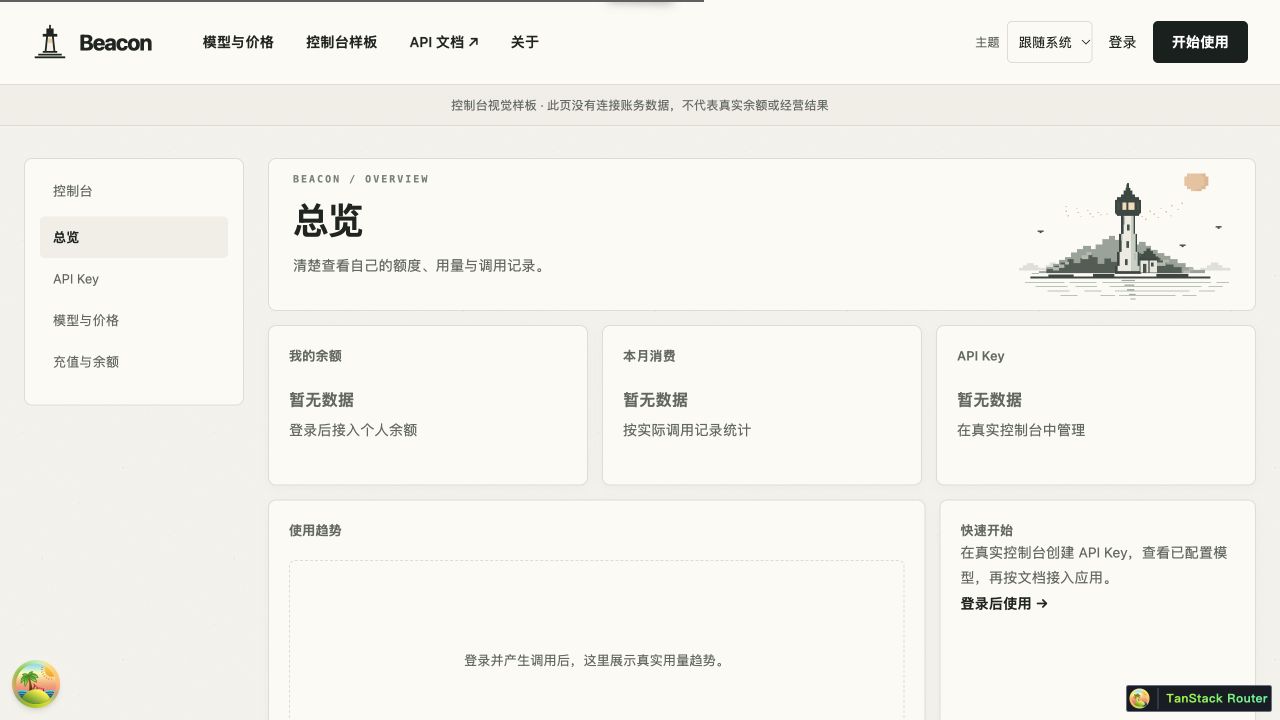 Beacon
模型与价格
控制台样板
API 文档 ↗
关于
主题
跟随系统
登录
开始使用
控制台视觉样板 · 此页没有连接账务数据，不代表真实余额或经营结果
控制台
总览
API Key
模型与价格
充值与余额
BEACON / OVERVIEW
总览
清楚查看自己的额度、用量与调用记录。
我的余额
暂无数据
登录后接入个人余额
本月消费
暂无数据
按实际调用记录统计
API Key
暂无数据
在真实控制台中管理
使用趋势
登录并产生调用后，这里展示真实用量趋势。
快速开始
在真实控制台创建 API Key，查看已配置模
型，再按文档接入应用。
登录后使用 →
TanStack Router